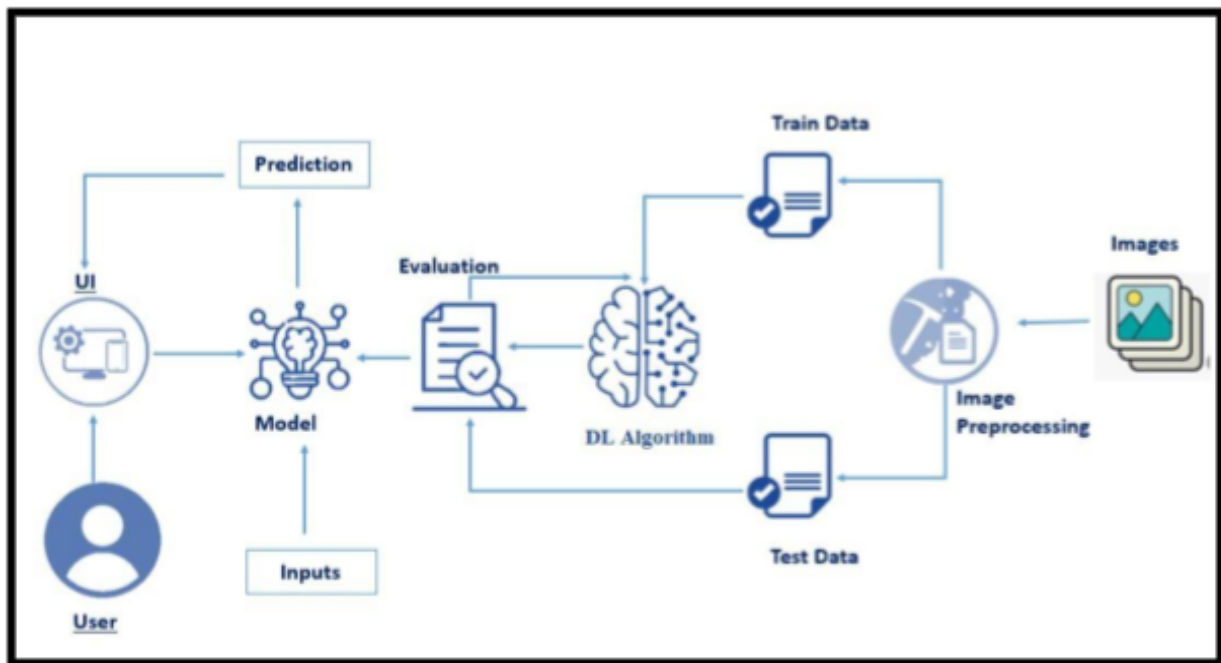 Train Data
Prediction
Images
Evaluation
UI
Model
Image
Preprocessing
DL Algorithm
Inputs
Test Data
User